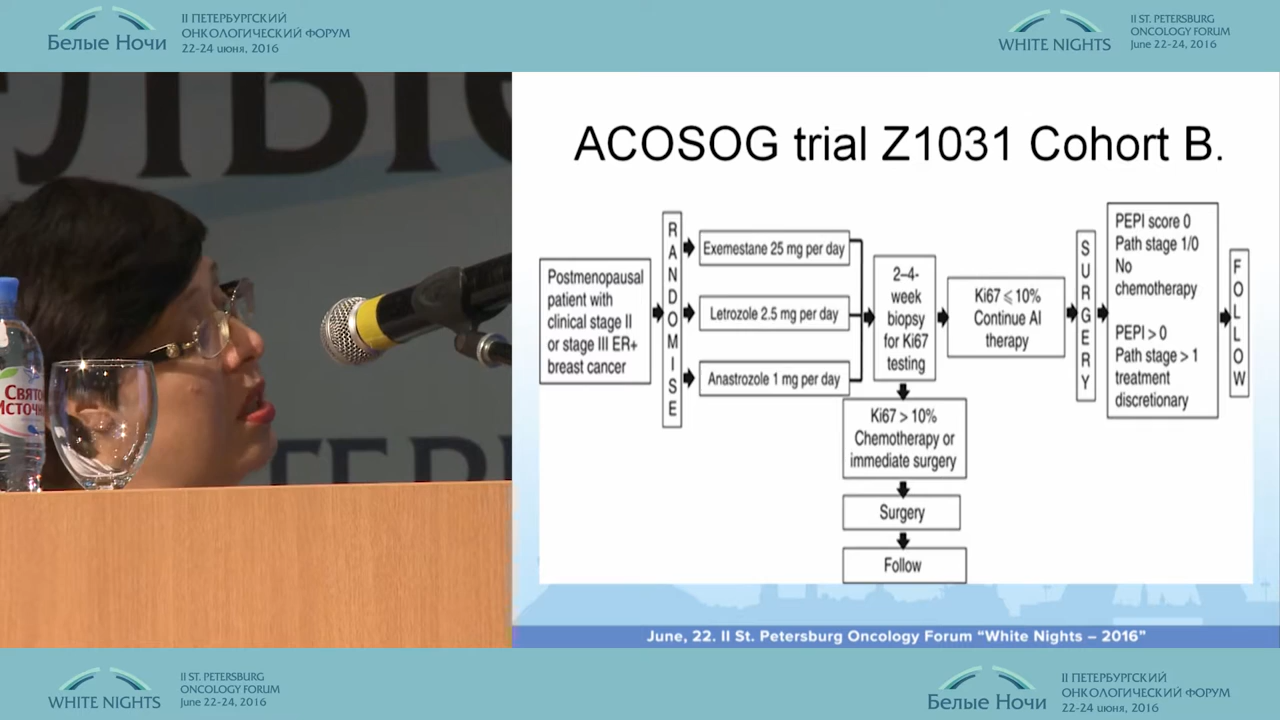 II ПЕТЕРБУРГСКИЙ
ОНКОЛОГИЧЕСКИЙ ФОРУМ
22-24 июня, 2016
Белые Ночи
WHITE NIGHTS
II ST. PETERSBURG
ONCOLOGY FORUM
June 22-24, 2016
СВЯТО
ИСТОЧН
ACOSOG trial Z1031 Cohort B.
Postmenopausal
patient with
clinical stage II
or stage III ER+
breast cancer
RANDOMISE
Exemestane 25 mg per day
Letrozole 2.5 mg per day
Anastrozole 1 mg per day
2–4-
week
biopsy
for Ki67
testing
Ki67 ⩽ 10%
Continue AI
therapy
SURGERY
PEPI score 0
Path stage 1/0
No
chemotherapy
PEPI > 0
Path stage > 1
treatment
discretionary
FOLLOW
Ki67 > 10%
Chemotherapy or
immediate surgery
Surgery
Follow
June, 22. II St. Petersburg Oncology Forum “White Nights – 2016”
WHITE NIGHTS
II ST. PETERSBURG
ONCOLOGY FORUM
June 22-24, 2016
Белые Ночи
II ПЕТЕРБУРГСКИЙ
ОНКОЛОГИЧЕСКИЙ ФОРУМ
22-24 июня, 2016